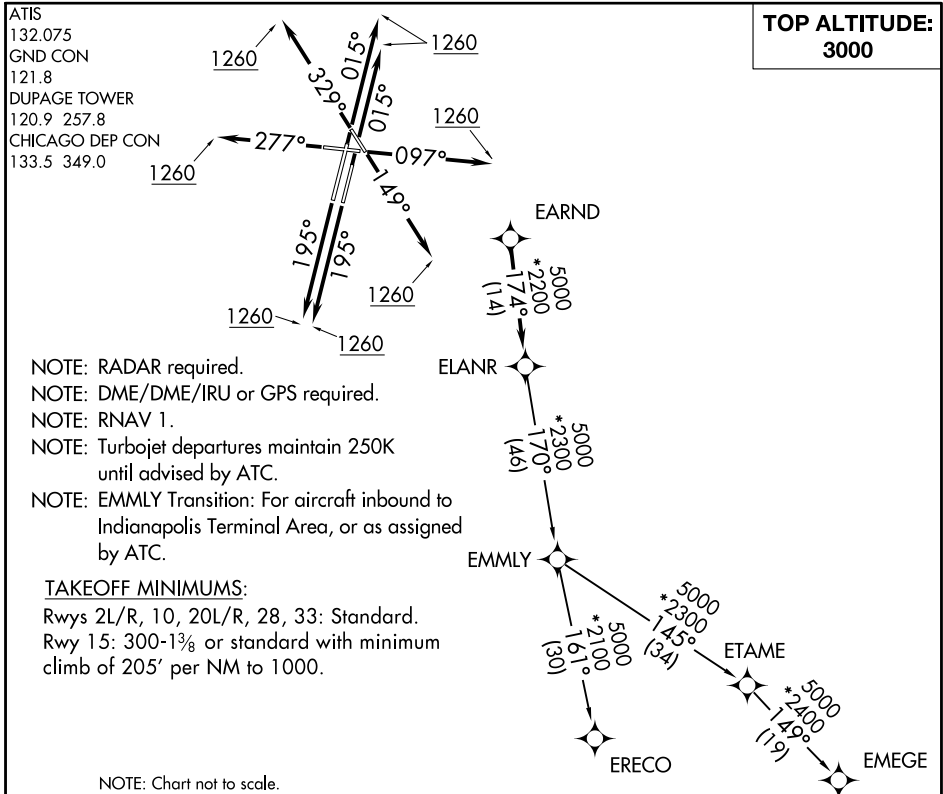 ATIS
132.075
GND CON
121.8
DUPAGE TOWER
120.9 257.8
CHICAGO DEP CON
133.5 349.0
TOP ALTITUDE:
3000
1260
1260
1260
1260
329°
015°
015°
277°
097°
149°
195°
195°
1260
1260
1260
EARND
5000
*2200
174°
(14)
ELANR
5000
*2300
170°
(46)
EMMLY
5000
*2300
145°
(34)
ETAME
5000
*2100
161°
(30)
ERECO
5000
*2400
149°
(19)
EMEGE
NOTE: RADAR required.
NOTE: DME/DME/IRU or GPS required.
NOTE: RNAV 1.
NOTE: Turbojet departures maintain 250K
until advised by ATC.
NOTE: EMMLY Transition: For aircraft inbound to
Indianapolis Terminal Area, or as assigned
by ATC.
TAKEOFF MINIMUMS:
Rwys 2L/R, 10, 20L/R, 28, 33: Standard.
Rwy 15: 300-1⅜ or standard with minimum
climb of 205' per NM to 1000.
NOTE: Chart not to scale.